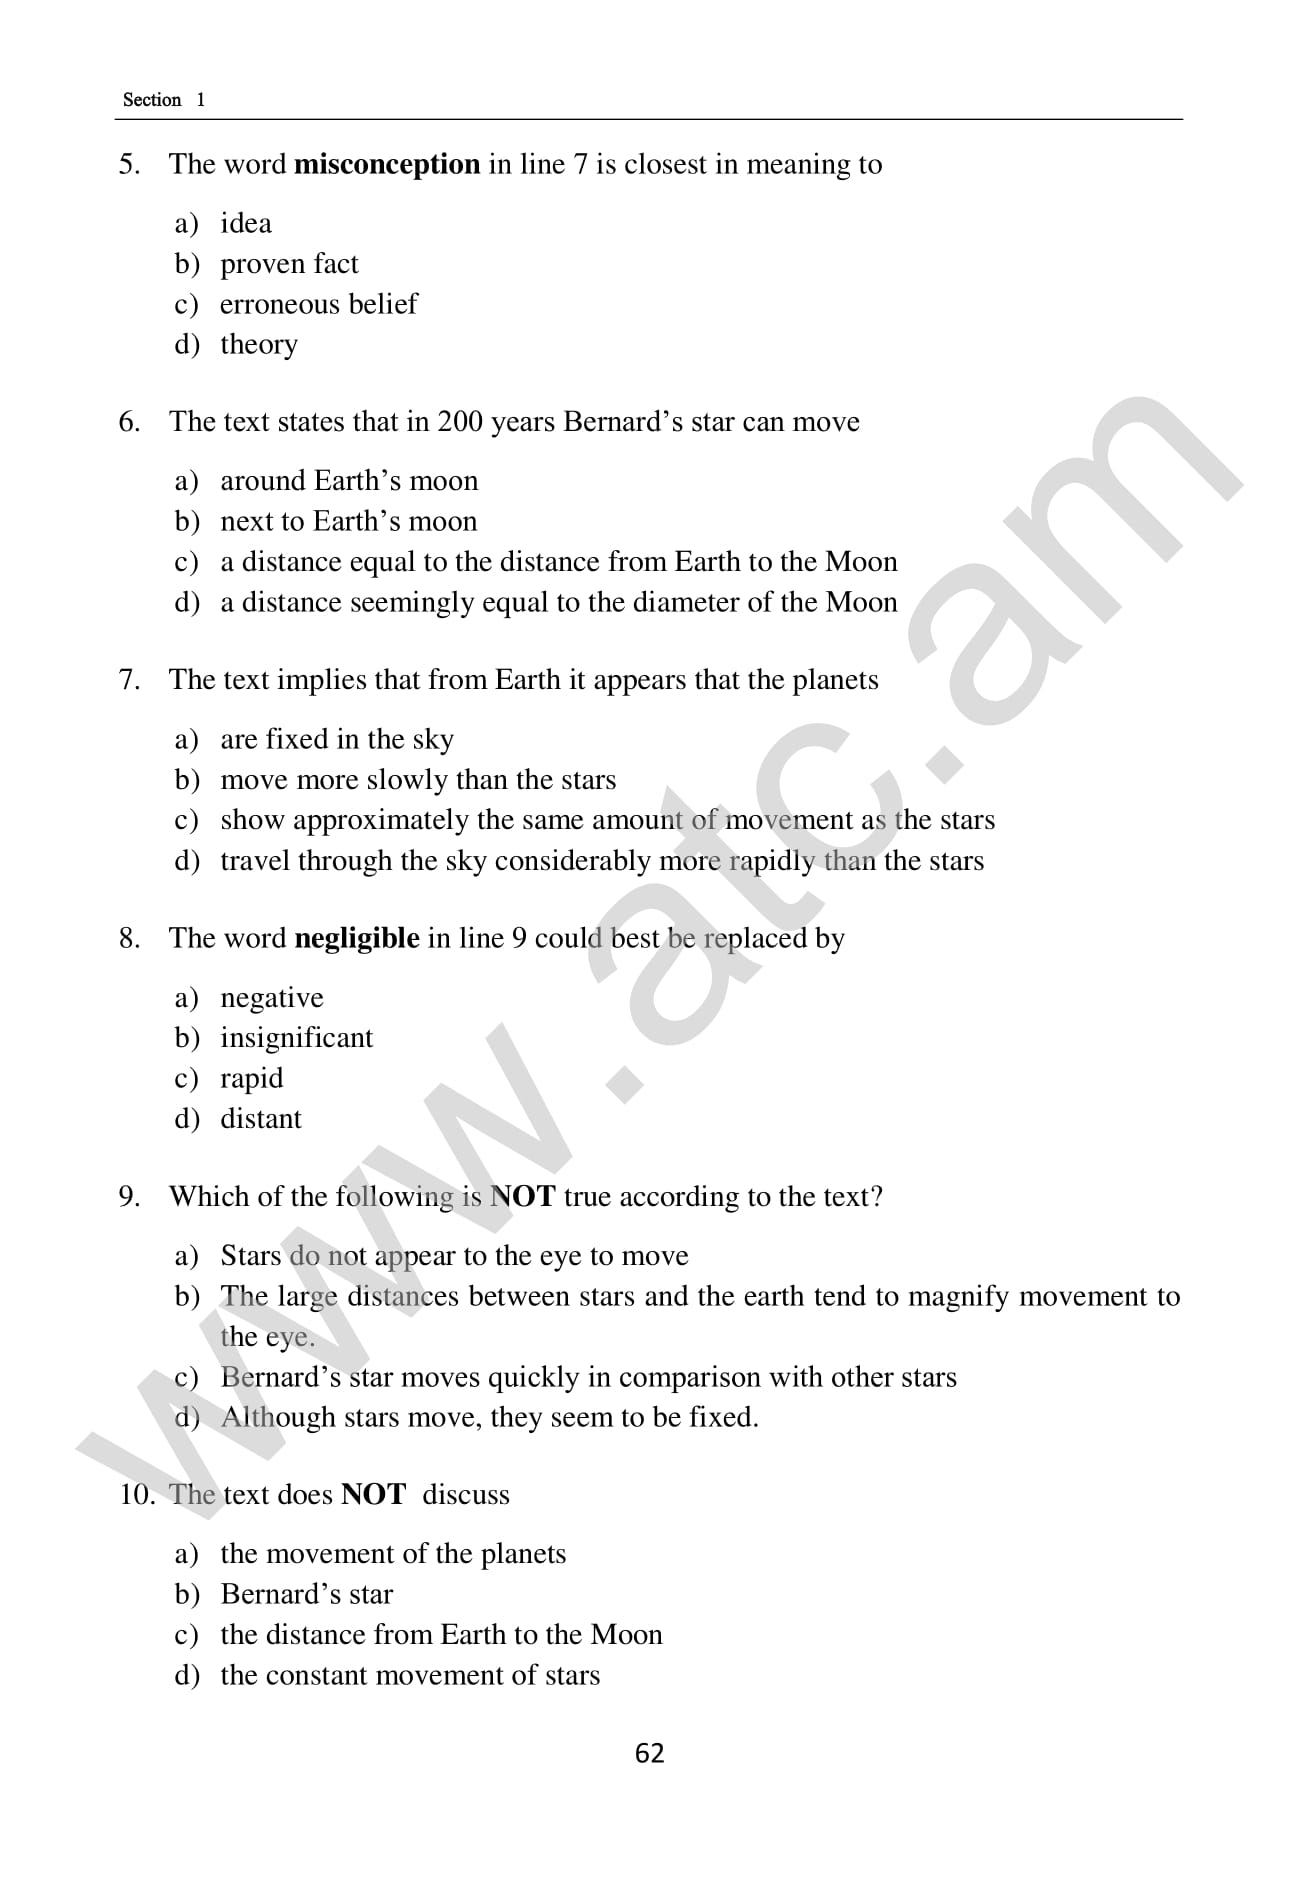 Section 1
5. The word misconception in line 7 is closest in meaning to
a) idea
b) proven fact
c) erroneous belief
d) theory
6. The text states that in 200 years Bernard’s star can move
a) around Earth’s moon
b) next to Earth’s moon
c) a distance equal to the distance from Earth to the Moon
d) a distance seemingly equal to the diameter of the Moon
7. The text implies that from Earth it appears that the planets
a) are fixed in the sky
b) move more slowly than the stars
c) show approximately the same amount of movement as the stars
d) travel through the sky considerably more rapidly than the stars
8. The word negligible in line 9 could best be replaced by
a) negative
b) insignificant
c) rapid
d) distant
9. Which of the following is NOT true according to the text?
a) Stars do not appear to the eye to move
b) The large distances between stars and the earth tend to magnify movement to
the eye.
c) Bernard’s star moves quickly in comparison with other stars
d) Although stars move, they seem to be fixed.
10. The text does NOT discuss
a) the movement of the planets
b) Bernard’s star
c) the distance from Earth to the Moon
d) the constant movement of stars
62
www.atc.am